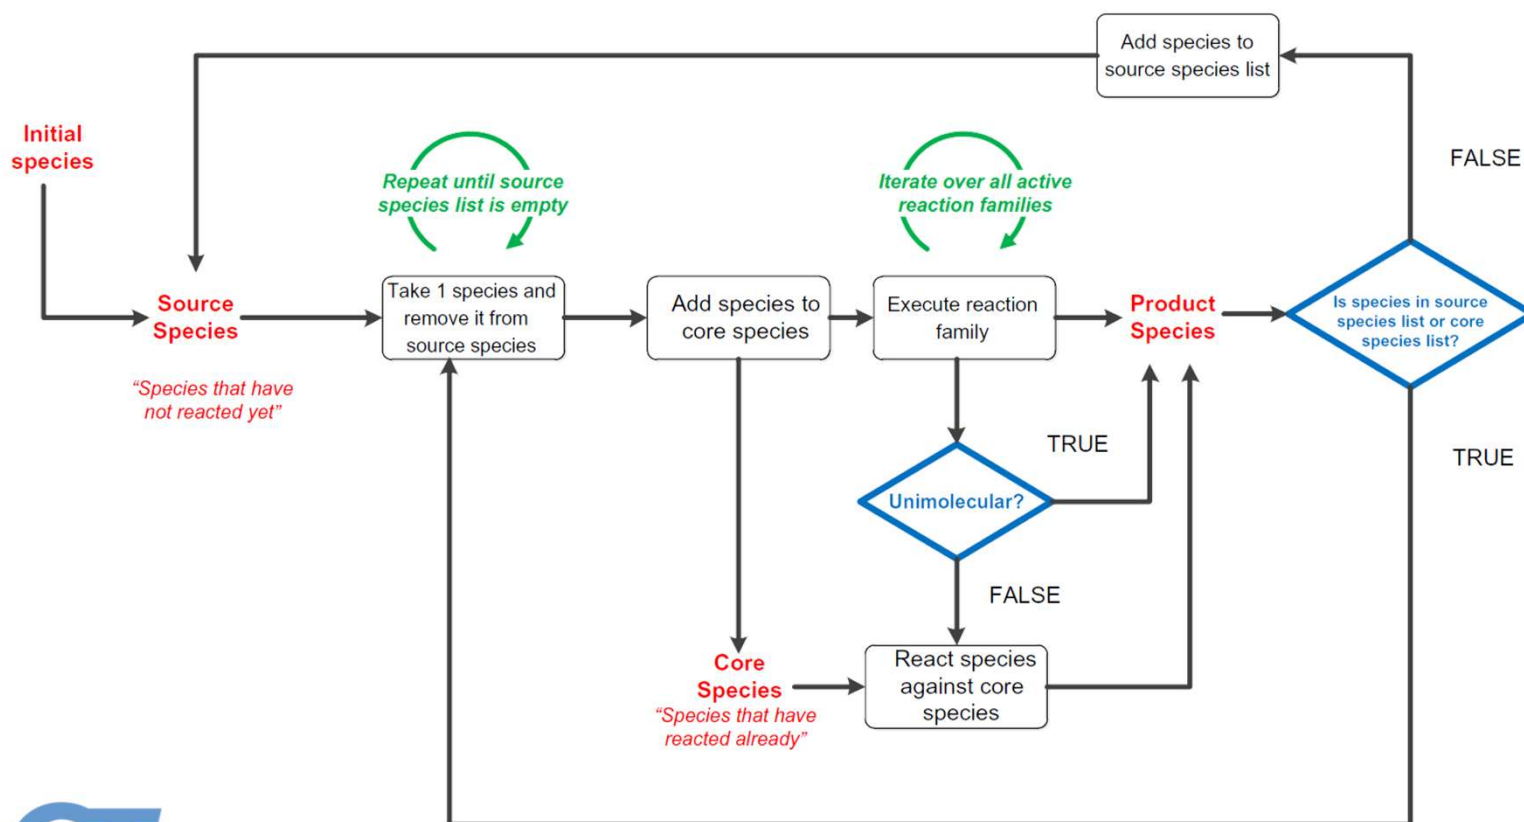 Add species to
source species list
Initial
species
Repeat until source
species list is empty
Iterate over all active
reaction families
FALSE
Source
Species
Take 1 species and
remove it from
source species
Add species to
core species
Execute reaction
family
Product
Species
Is species in source
species list or core
species list?
“Species that have
not reacted yet”
TRUE
TRUE
Unimolecular?
FALSE
Core
Species
“Species that have
reacted already”
React species
against core
species